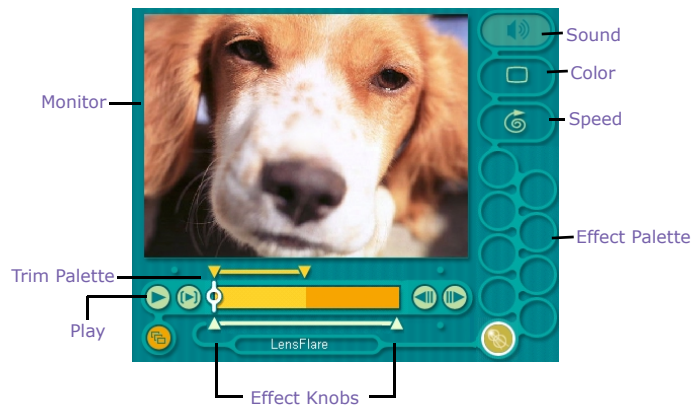 Sound
Monitor
Color
Speed
Effect Palette
Trim Palette
Play
LensFlare
Effect Knobs